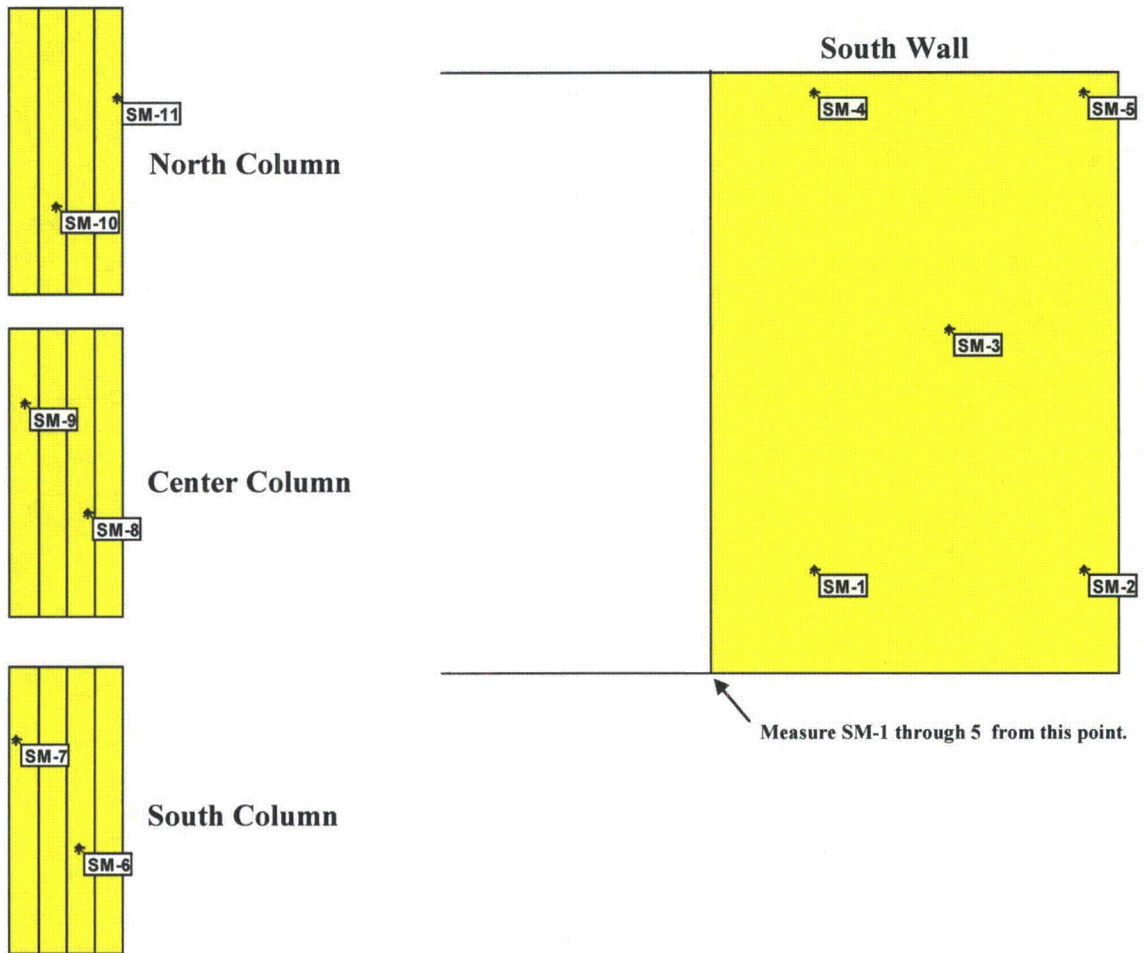 South Wall
SM-4
SM-5
SM-11
North Column
SM-10
SM-3
SM-9
Center Column
SM-8
SM-1
SM-2
Measure SM-1 through 5 from this point.
SM-7
South Column
SM-6